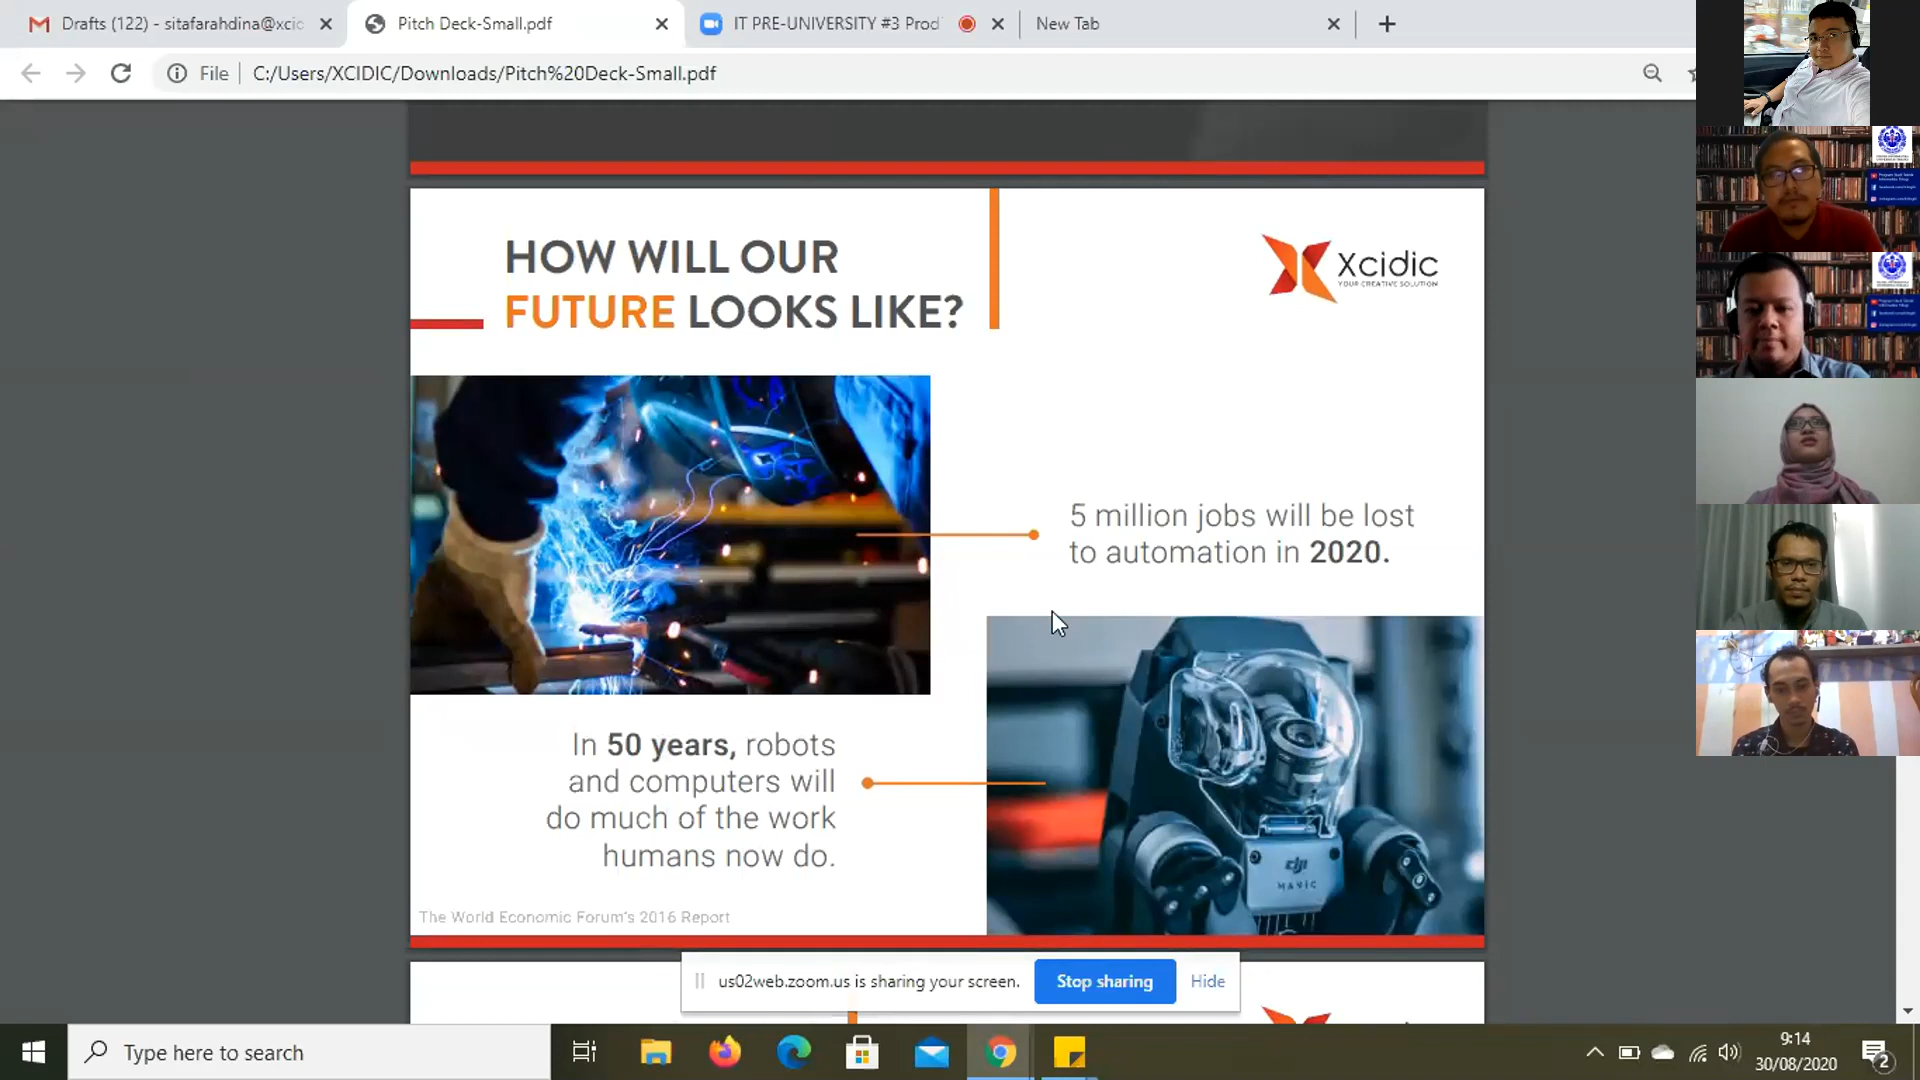 Drafts (122) - sitafarahdina@xcic
Pitch Deck-Small.pdf
IT PRE-UNIVERSITY #3 Prod
New Tab
File
C:/Users/XCIDIC/Downloads/Pitch%20Deck-Small.pdf
HOW WILL OUR
FUTURE LOOKS LIKE?
Xcidic
YOUR CREATIVE SOLUTION
5 million jobs will be lost
to automation in 2020.
In 50 years, robots
and computers will
do much of the work
humans now do.
dji
MAVIC
The World Economic Forum's 2016 Report
us02web.zoom.us is sharing your screen.
Stop sharing
Hide
Type here to search
9:14
30/08/2020
2